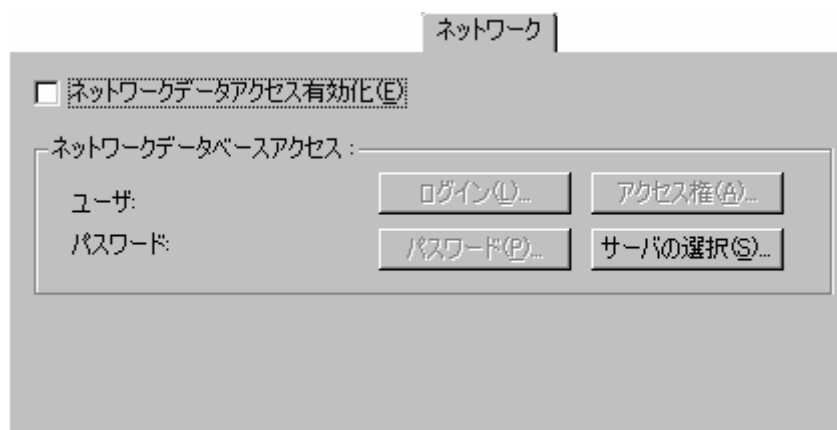 ネットワーク
ネットワークデータアクセス有効化(E)
ネットワークデータベースアクセス:
ユーザ: ログイン(L)... アクセス権(A)...
パスワード: パスワード(P)... サーバの選択(S)...